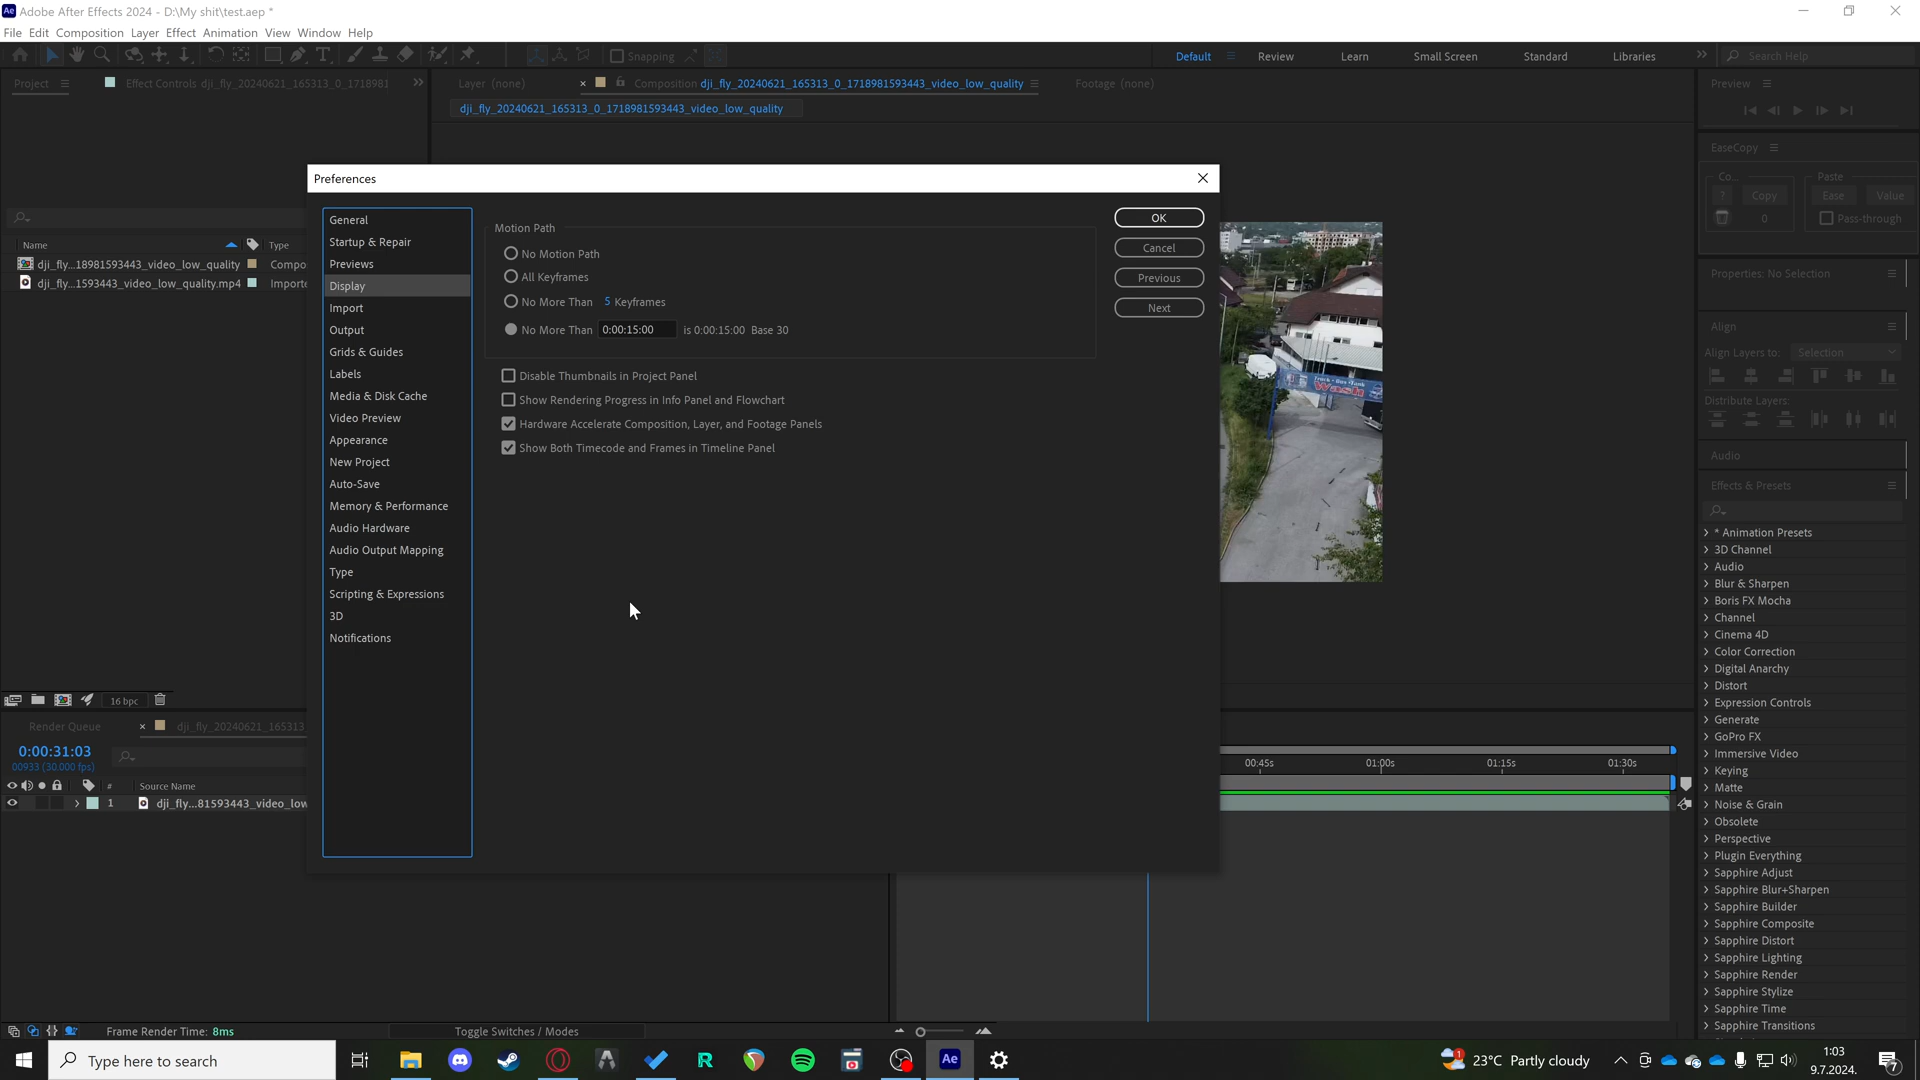 Adobe After Effects 2024 - D:\My shit\test.aep *
File Edit Composition Layer Effect Animation View Window Help
Snapping
Default Review Learn Small Screen Standard Libraries
Search Help
Project
Effect Controls dji_fly_20240621_165313_0_1718981
Layer (none)
Composition dji_fly_20240621_165313_0_1718981593443_video_low_quality
Footage (none)
dji_fly_20240621_165313_0_1718981593443_video_low_quality
Name Type
dji_fly...18981593443_video_low_quality Compo
dji_fly...1593443_video_low_quality.mp4 Importe
16 bpc
Preferences
General
Startup & Repair
Previews
Display
Import
Output
Grids & Guides
Labels
Media & Disk Cache
Video Preview
Appearance
New Project
Auto-Save
Memory & Performance
Audio Hardware
Audio Output Mapping
Type
Scripting & Expressions
3D
Notifications
Motion Path
No Motion Path
All Keyframes
No More Than 5 Keyframes
No More Than 0:00:15:00 is 0:00:15:00 Base 30
Disable Thumbnails in Project Panel
Show Rendering Progress in Info Panel and Flowchart
Hardware Accelerate Composition, Layer, and Footage Panels
Show Both Timecode and Frames in Timeline Panel
OK
Cancel
Previous
Next
Wash
Preview
EaseCopy
Co... Paste
? Copy Ease Value
0 Pass-through
Properties: No Selection
Align
Align Layers to: Selection
Distribute Layers:
Audio
Effects & Presets
* Animation Presets
3D Channel
Audio
Blur & Sharpen
Boris FX Mocha
Channel
Cinema 4D
Color Correction
Digital Anarchy
Distort
Expression Controls
Generate
GoPro FX
Immersive Video
Keying
Matte
Noise & Grain
Obsolete
Perspective
Plugin Everything
Sapphire Adjust
Sapphire Blur+Sharpen
Sapphire Builder
Sapphire Composite
Sapphire Distort
Sapphire Lighting
Sapphire Render
Sapphire Stylize
Sapphire Time
Sapphire Transitions
Render Queue
dji_fly_20240621_165313
0:00:31:03
00933 (30.000 fps)
# Source Name
1 dji_fly...81593443_video_low
00:45s 01:00s 01:15s 01:30s
Frame Render Time: 8ms
Toggle Switches / Modes
Type here to search
23°C Partly cloudy
1:03
9.7.2024.
7